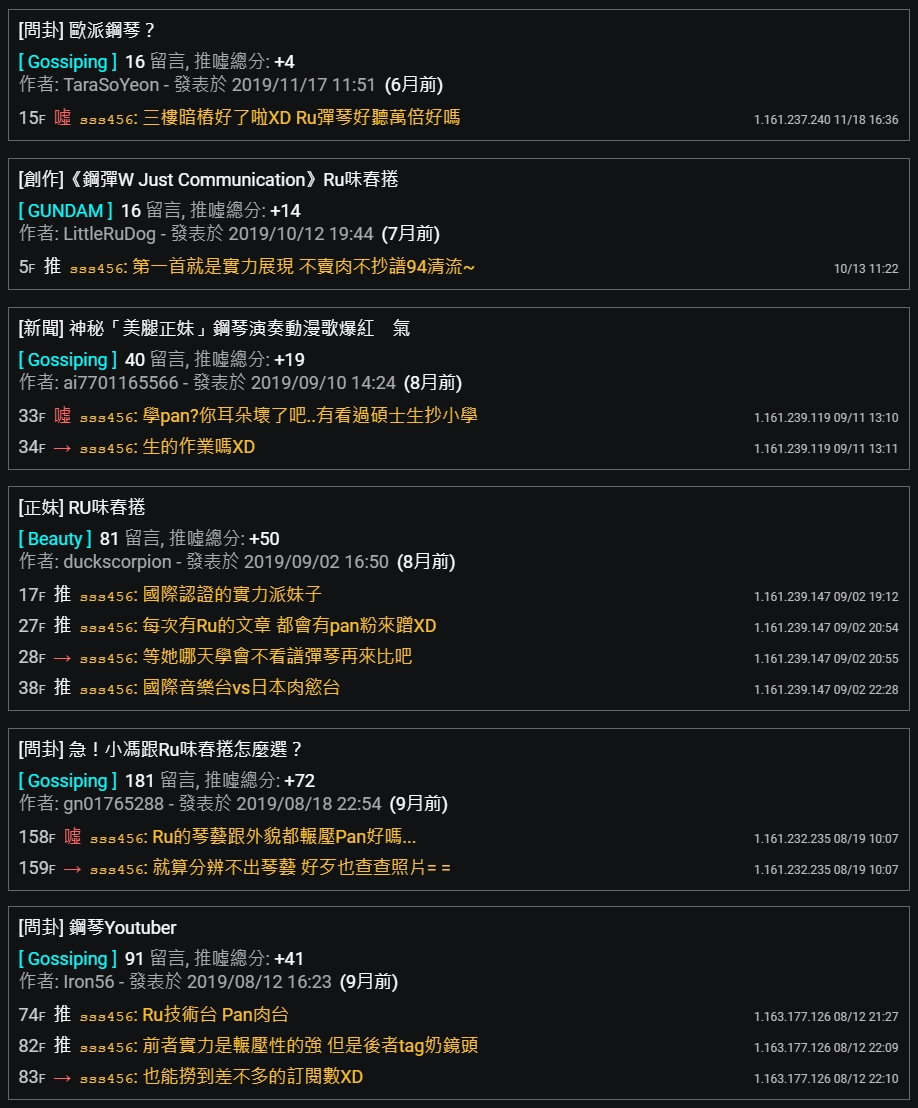 [問卦] 歐派鋼琴？
[ Gossiping ] 16 留言, 推噓總分: +4
作者: TaraSoYeon - 發表於 2019/11/17 11:51 (6月前)
15F 噓 sss456: 三樓暗樁好了啦XD Ru彈琴好聽萬倍好嗎 1.161.237.240 11/18 16:36
[創作]《鋼彈W Just Communication》Ru味春捲
[ GUNDAM ] 16 留言, 推噓總分: +14
作者: LittleRuDog - 發表於 2019/10/12 19:44 (7月前)
5F 推 sss456: 第一首就是實力展現 不賣肉不抄譜94清流~ 10/13 11:22
[新聞] 神秘「美腿正妹」鋼琴演奏動漫歌爆紅　氣
[ Gossiping ] 40 留言, 推噓總分: +19
作者: ai7701165566 - 發表於 2019/09/10 14:24 (8月前)
33F 噓 sss456: 學pan?你耳朵壞了吧..有看過碩士生抄小學 1.161.239.119 09/11 13:10
34F → sss456: 生的作業嗎XD 1.161.239.119 09/11 13:11
[正妹] RU味春捲
[ Beauty ] 81 留言, 推噓總分: +50
作者: duckscorpion - 發表於 2019/09/02 16:50 (8月前)
17F 推 sss456: 國際認證的實力派妹子 1.161.239.147 09/02 19:12
27F 推 sss456: 每次有Ru的文章 都會有pan粉來蹭XD 1.161.239.147 09/02 20:54
28F → sss456: 等她哪天學會不看譜彈琴再來比吧 1.161.239.147 09/02 20:55
38F 推 sss456: 國際音樂台vs日本肉慾台 1.161.239.147 09/02 22:28
[問卦] 急！小馮跟Ru味春捲怎麼選？
[ Gossiping ] 181 留言, 推噓總分: +72
作者: gn01765288 - 發表於 2019/08/18 22:54 (9月前)
158F 噓 sss456: Ru的琴藝跟外貌都輾壓Pan好嗎... 1.161.232.235 08/19 10:07
159F → sss456: 就算分辨不出琴藝 好歹也查查照片= = 1.161.232.235 08/19 10:07
[問卦] 鋼琴Youtuber
[ Gossiping ] 91 留言, 推噓總分: +41
作者: Iron56 - 發表於 2019/08/12 16:23 (9月前)
74F 推 sss456: Ru技術台 Pan肉台 1.163.177.126 08/12 21:27
82F 推 sss456: 前者實力是輾壓性的強 但是後者tag奶鏡頭 1.163.177.126 08/12 22:09
83F → sss456: 也能撈到差不多的訂閱數XD 1.163.177.126 08/12 22:10